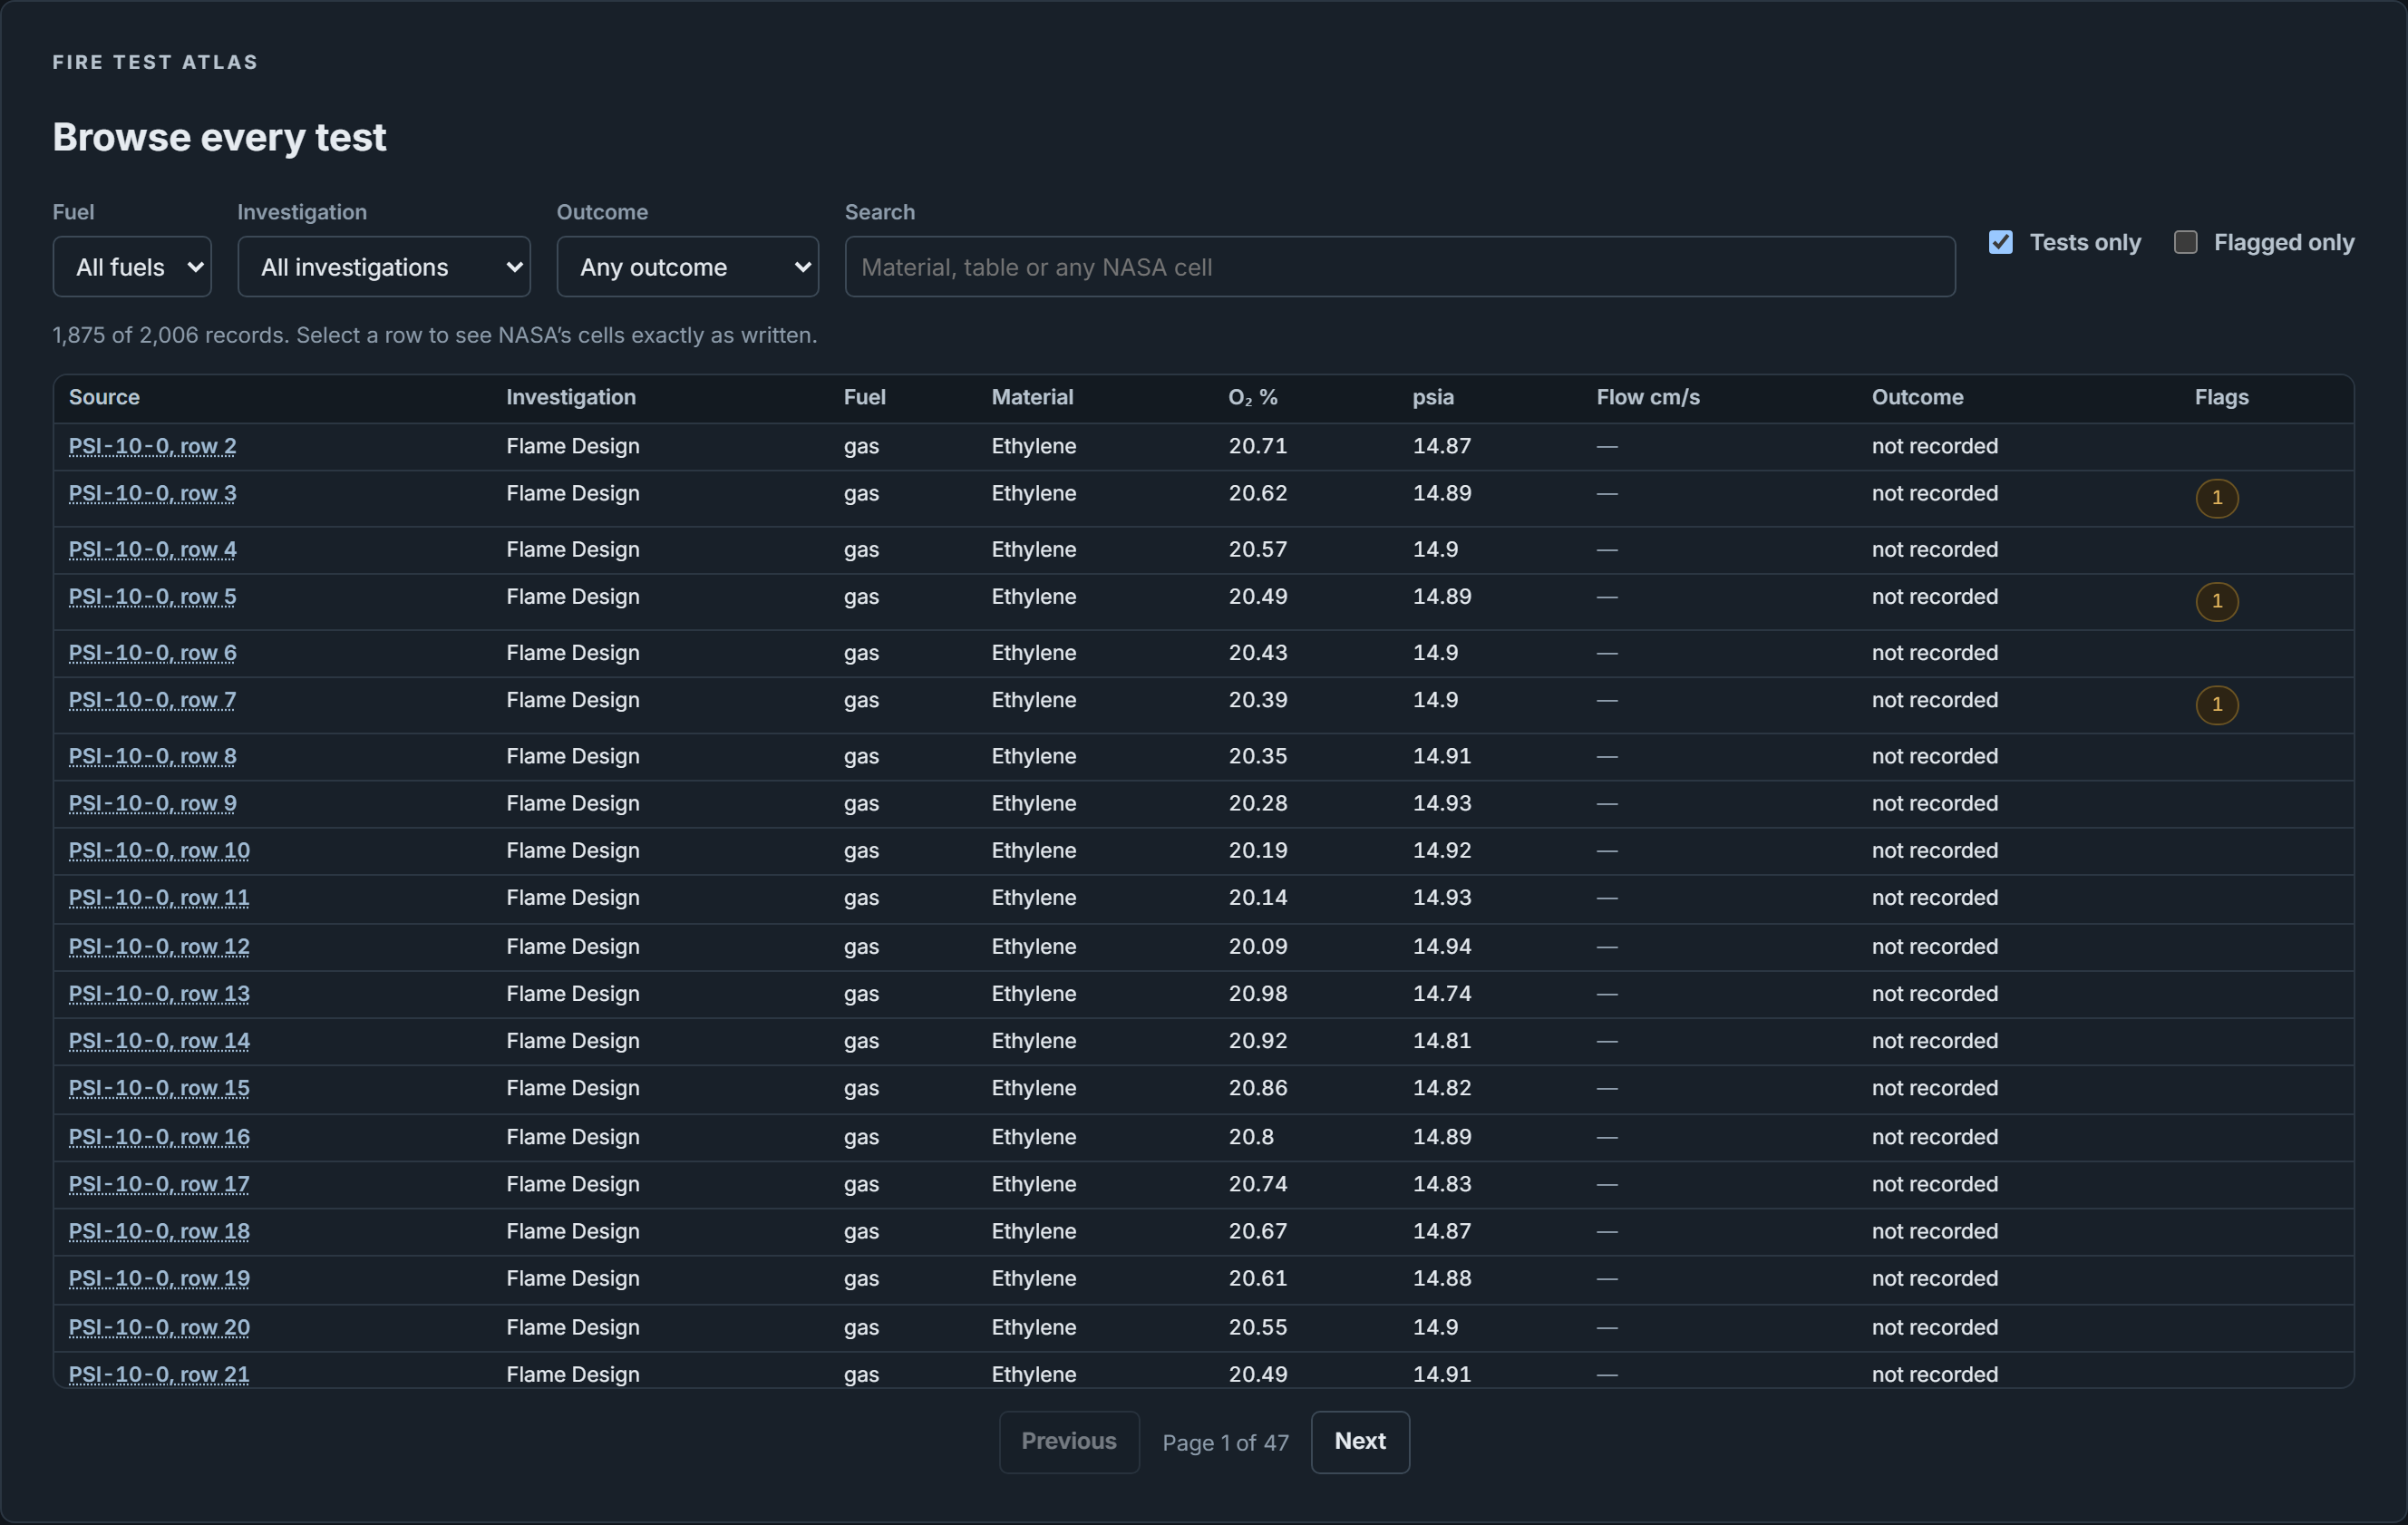 FIRE TEST ATLAS
Browse every test
Fuel Investigation Outcome Search
All fuels All investigations Any outcome Material, table or any NASA cell Tests only Flagged only
1,875 of 2,006 records. Select a row to see NASA’s cells exactly as written.
Source Investigation Fuel Material O₂ % psia Flow cm/s Outcome Flags
PSI-10-0, row 2 Flame Design gas Ethylene 20.71 14.87 — not recorded
PSI-10-0, row 3 Flame Design gas Ethylene 20.62 14.89 — not recorded 1
PSI-10-0, row 4 Flame Design gas Ethylene 20.57 14.9 — not recorded
PSI-10-0, row 5 Flame Design gas Ethylene 20.49 14.89 — not recorded 1
PSI-10-0, row 6 Flame Design gas Ethylene 20.43 14.9 — not recorded
PSI-10-0, row 7 Flame Design gas Ethylene 20.39 14.9 — not recorded 1
PSI-10-0, row 8 Flame Design gas Ethylene 20.35 14.91 — not recorded
PSI-10-0, row 9 Flame Design gas Ethylene 20.28 14.93 — not recorded
PSI-10-0, row 10 Flame Design gas Ethylene 20.19 14.92 — not recorded
PSI-10-0, row 11 Flame Design gas Ethylene 20.14 14.93 — not recorded
PSI-10-0, row 12 Flame Design gas Ethylene 20.09 14.94 — not recorded
PSI-10-0, row 13 Flame Design gas Ethylene 20.98 14.74 — not recorded
PSI-10-0, row 14 Flame Design gas Ethylene 20.92 14.81 — not recorded
PSI-10-0, row 15 Flame Design gas Ethylene 20.86 14.82 — not recorded
PSI-10-0, row 16 Flame Design gas Ethylene 20.8 14.89 — not recorded
PSI-10-0, row 17 Flame Design gas Ethylene 20.74 14.83 — not recorded
PSI-10-0, row 18 Flame Design gas Ethylene 20.67 14.87 — not recorded
PSI-10-0, row 19 Flame Design gas Ethylene 20.61 14.88 — not recorded
PSI-10-0, row 20 Flame Design gas Ethylene 20.55 14.9 — not recorded
PSI-10-0, row 21 Flame Design gas Ethylene 20.49 14.91 — not recorded
Previous Page 1 of 47 Next